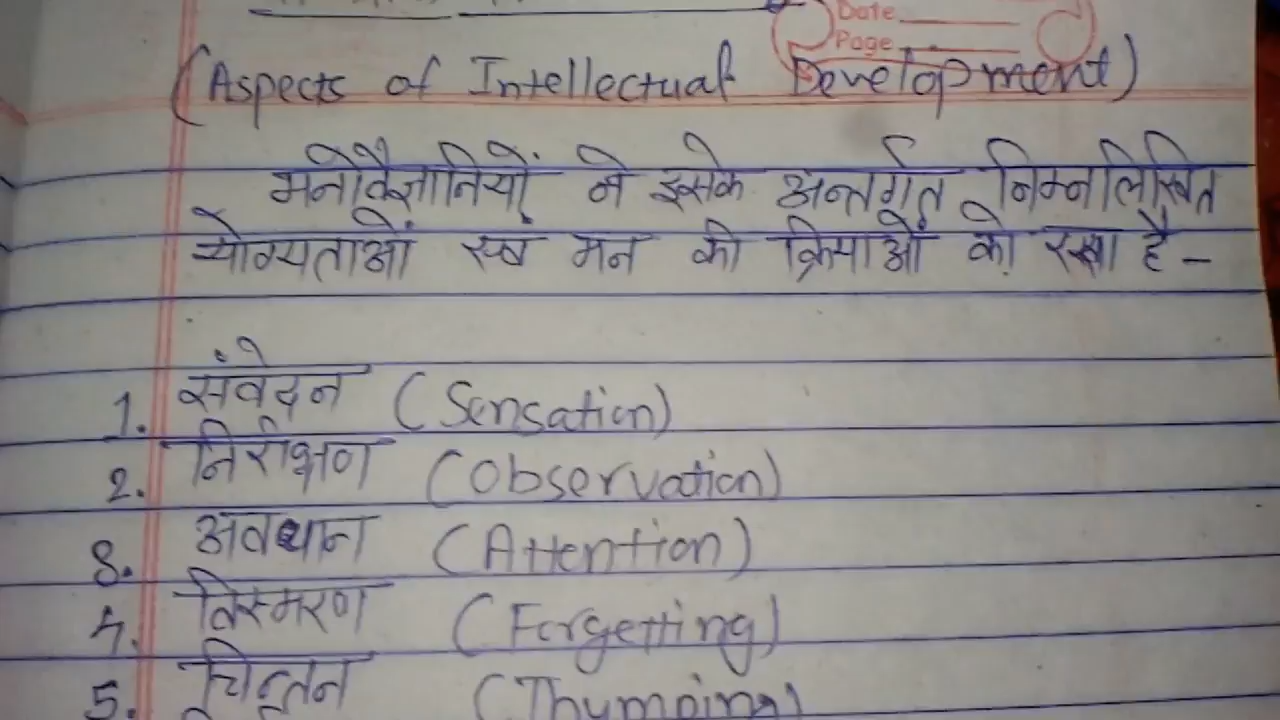 Date
Page
(Aspects of Intellectual Development)
मनोवैज्ञानियों ने इसके अन्तर्गत निम्नलिखित
योग्यताओं एवं मन की क्रियाओं को रखा है -
1. संवेदन (Sensation)
2. निरीक्षण (Observation)
3. अवधान (Attention)
4. विस्मरण (Forgetting)
5. चिन्तन (Thumping)